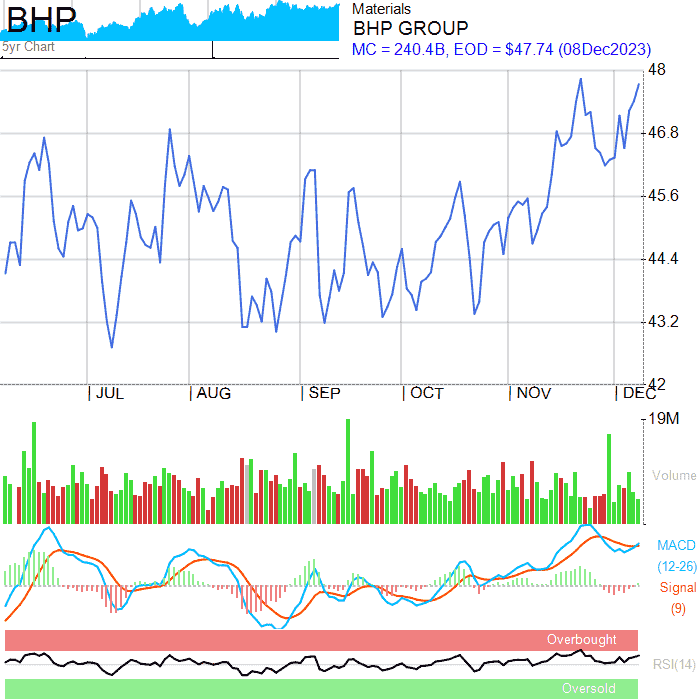 BHP
5yr Chart
Materials
BHP GROUP
MC = 240.4B, EOD = $47.74 (08Dec2023)
48
46.8
45.6
44.4
43.2
42
JUL
AUG
SEP
OCT
NOV
DEC
19M
Volume
MACD
(12-26)
Signal
(9)
Overbought
RSI(14)
Oversold